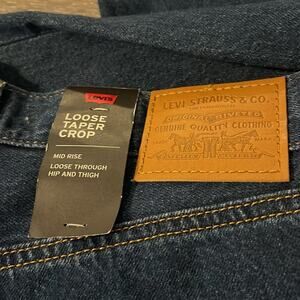 Levi's
LOOSE
TAPER
CROP
MID RISE
LOOSE THROUGH
HIP AND THIGH
LEVI STRAUSS & CO.
ORIGINAL RIVETED
GENUINE QUALITY CLOTHING